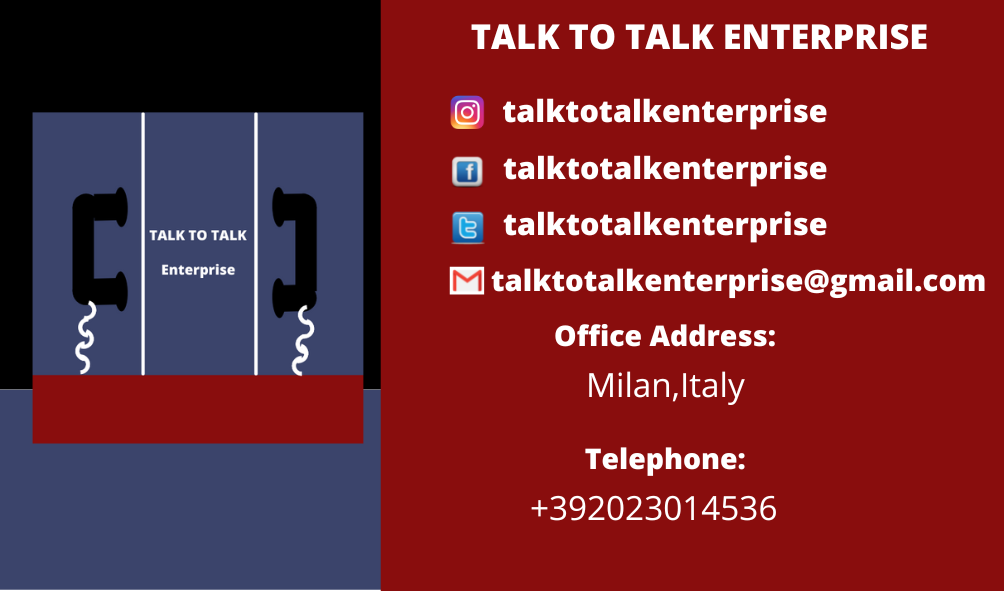 TALK TO TALK
Enterprise
TALK TO TALK ENTERPRISE
talktotalkenterprise
talktotalkenterprise
talktotalkenterprise
talktotalkenterprise@gmail.com
Office Address:
Milan,Italy
Telephone:
+392023014536